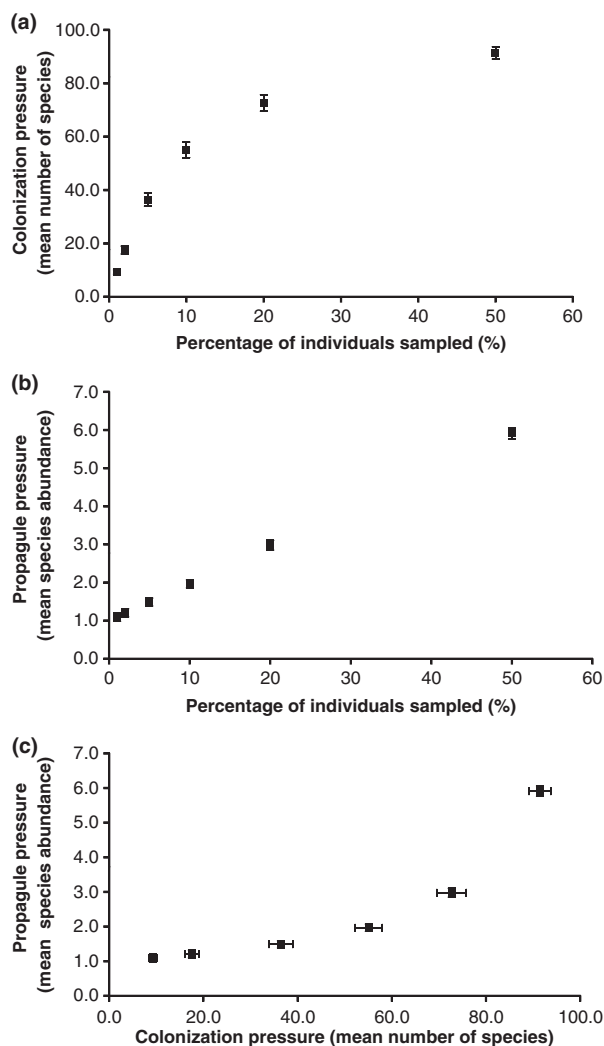 (a)
Colonization pressure
(mean number of species)
100.0
80.0
60.0
40.0
20.0
0.0
0 10 20 30 40 50 60
Percentage of individuals sampled (%)
(b)
Propagule pressure
(mean species abundance)
7.0
6.0
5.0
4.0
3.0
2.0
1.0
0.0
0 10 20 30 40 50 60
Percentage of individuals sampled (%)
(c)
Propagule pressure
(mean species abundance)
7.0
6.0
5.0
4.0
3.0
2.0
1.0
0.0
0.0 20.0 40.0 60.0 80.0 100.0
Colonization pressure (mean number of species)